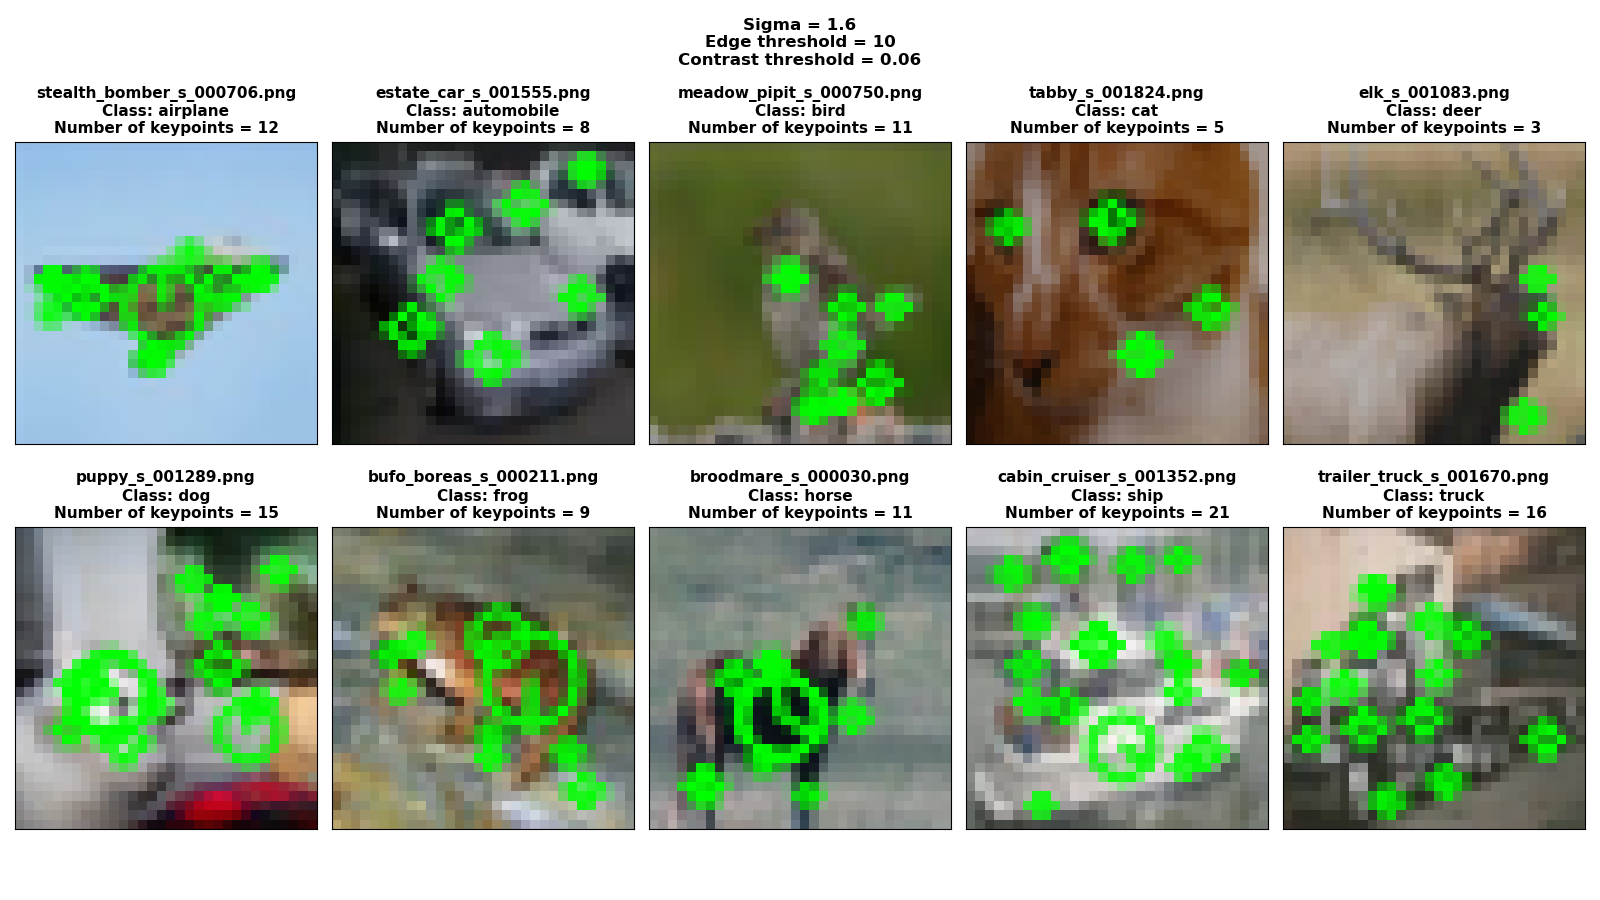 Sigma = 1.6
Edge threshold = 10
Contrast threshold = 0.06
stealth_bomber_s_000706.png
Class: airplane
Number of keypoints = 12
estate_car_s_001555.png
Class: automobile
Number of keypoints = 8
meadow_pipit_s_000750.png
Class: bird
Number of keypoints = 11
tabby_s_001824.png
Class: cat
Number of keypoints = 5
elk_s_001083.png
Class: deer
Number of keypoints = 3
puppy_s_001289.png
Class: dog
Number of keypoints = 15
bufo_boreas_s_000211.png
Class: frog
Number of keypoints = 9
broodmare_s_000030.png
Class: horse
Number of keypoints = 11
cabin_cruiser_s_001352.png
Class: ship
Number of keypoints = 21
trailer_truck_s_001670.png
Class: truck
Number of keypoints = 16